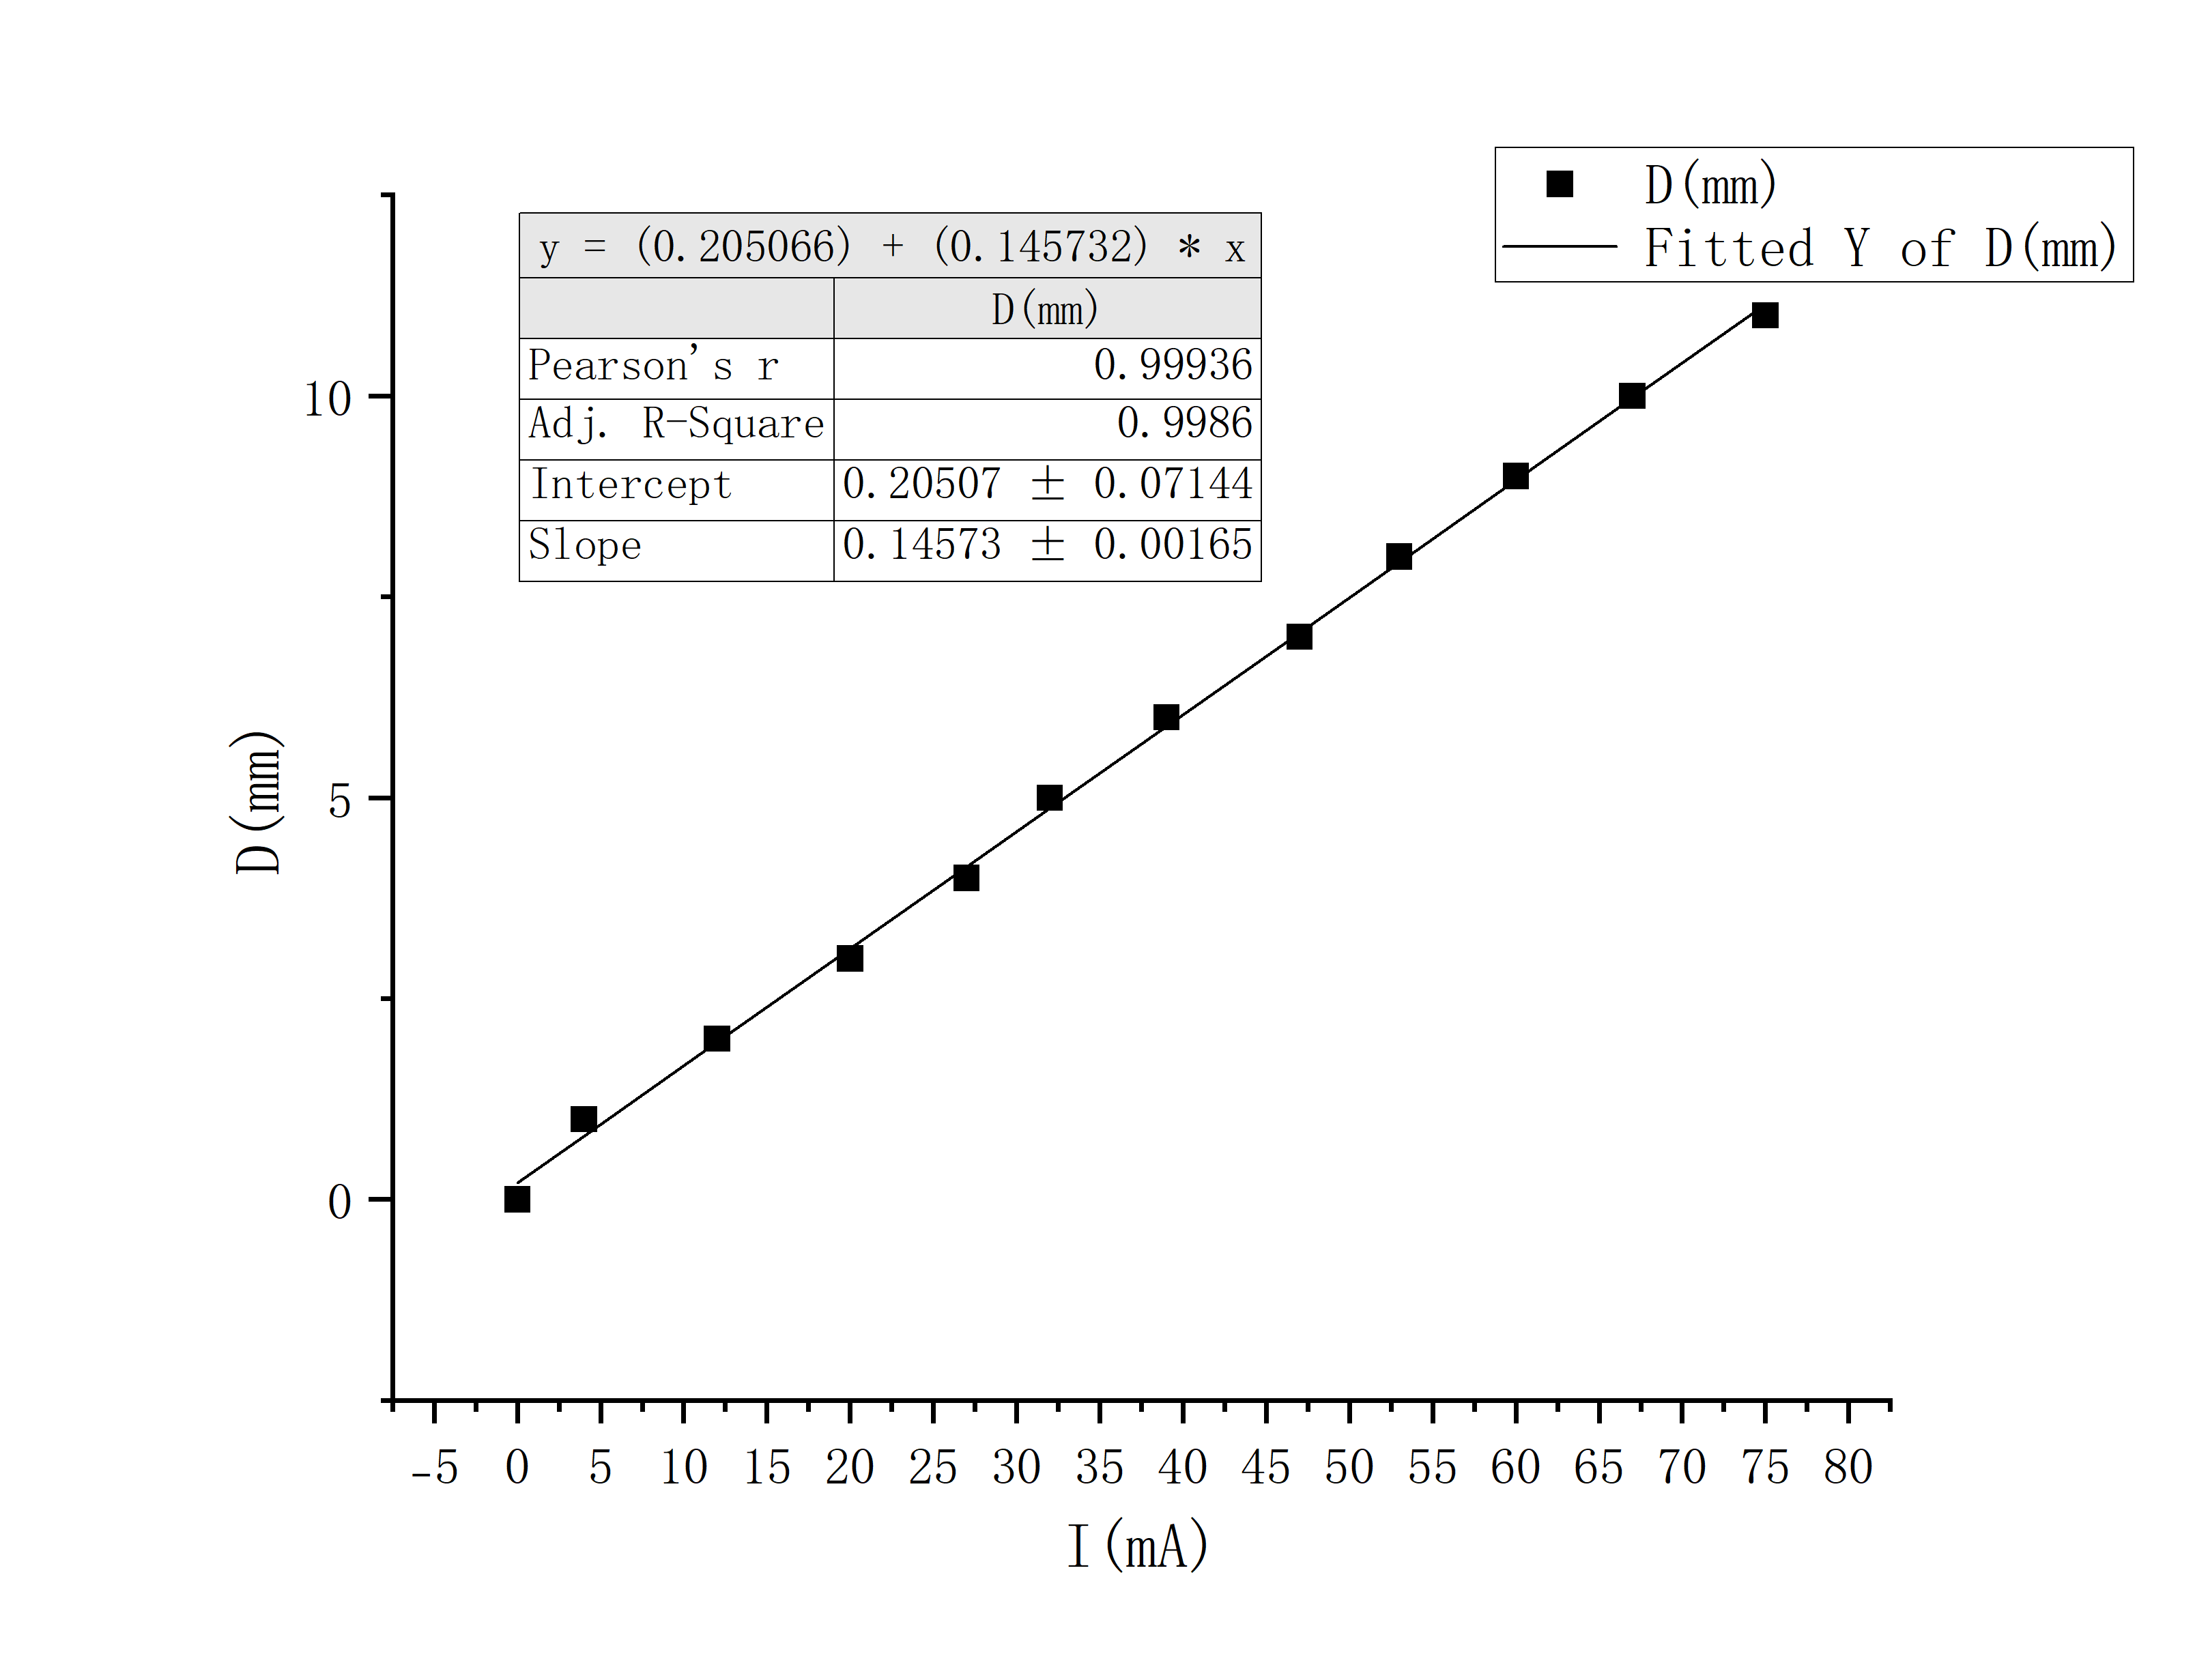 D(mm)
Fitted Y of D(mm)
y = (0.205066) + (0.145732) * x
D(mm)
Pearson's r 0.99936
Adj. R-Square 0.9986
Intercept 0.20507 ± 0.07144
Slope 0.14573 ± 0.00165
10
5
0
D(mm)
-5 0 5 10 15 20 25 30 35 40 45 50 55 60 65 70 75 80
I(mA)